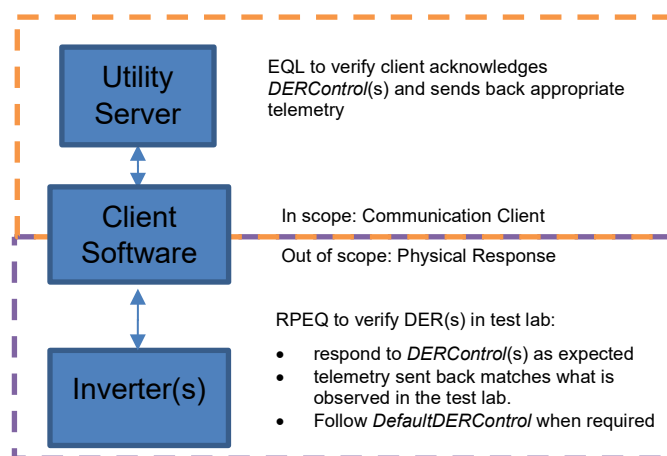 Utility
Server
EQL to verify client acknowledges
DERControl(s) and sends back appropriate
telemetry
Client
Software
In scope: Communication Client
Out of scope: Physical Response
Inverter(s)
RPEQ to verify DER(s) in test lab:
• respond to DERControl(s) as expected
• telemetry sent back matches what is
observed in the test lab.
• Follow DefaultDERControl when required